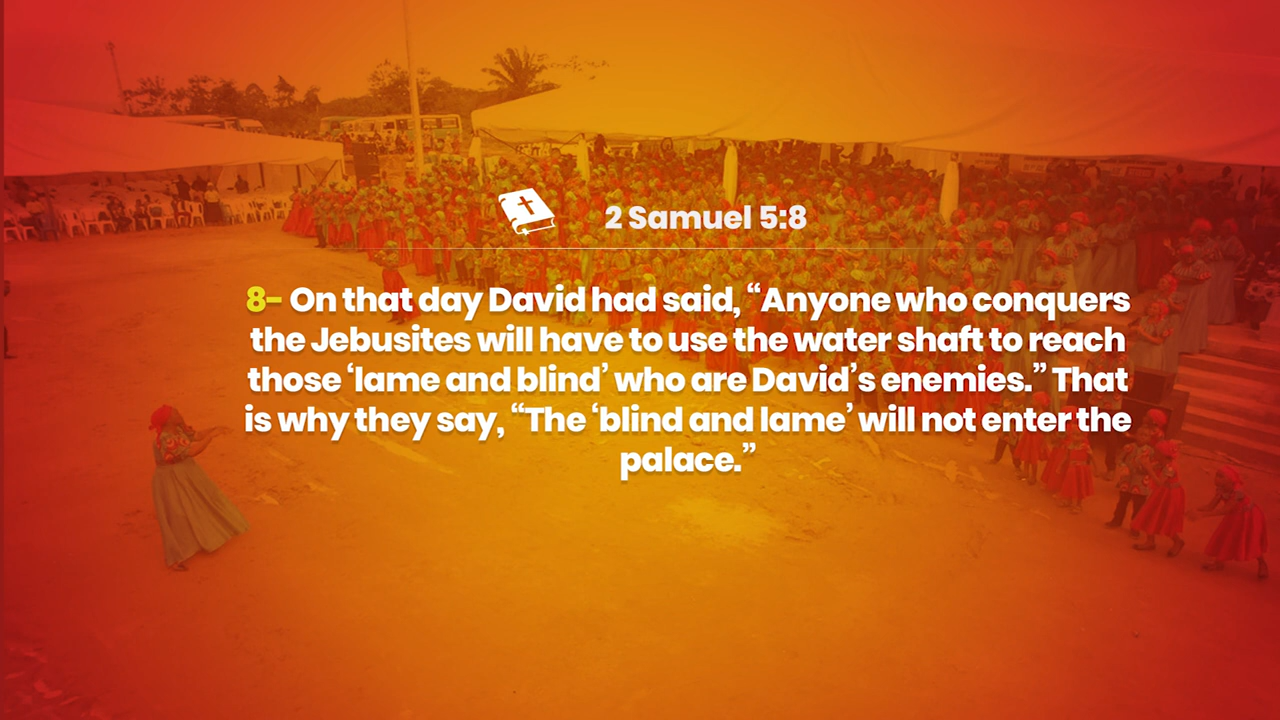 2 Samuel 5:8
8- On that day David had said, “Anyone who conquers
the Jebusites will have to use the water shaft to reach
those ‘lame and blind’ who are David’s enemies.” That
is why they say, “The ‘blind and lame’ will not enter the
palace.”